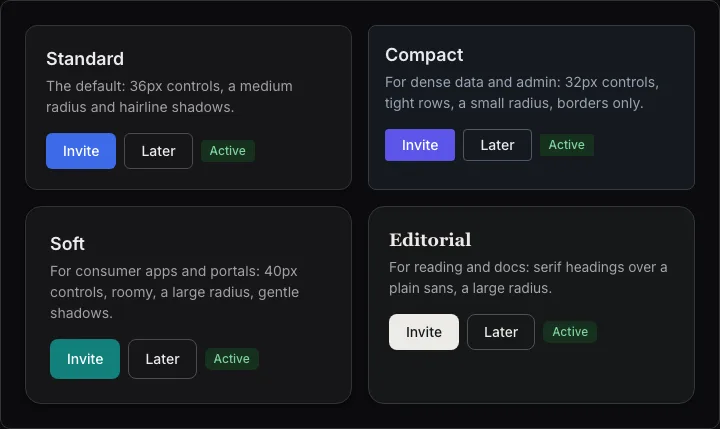 Standard
The default: 36px controls, a medium
radius and hairline shadows.
Invite
Later
Active
Compact
For dense data and admin: 32px controls,
tight rows, a small radius, borders only.
Invite
Later
Active
Soft
For consumer apps and portals: 40px
controls, roomy, a large radius, gentle
shadows.
Invite
Later
Active
Editorial
For reading and docs: serif headings over a
plain sans, a large radius.
Invite
Later
Active